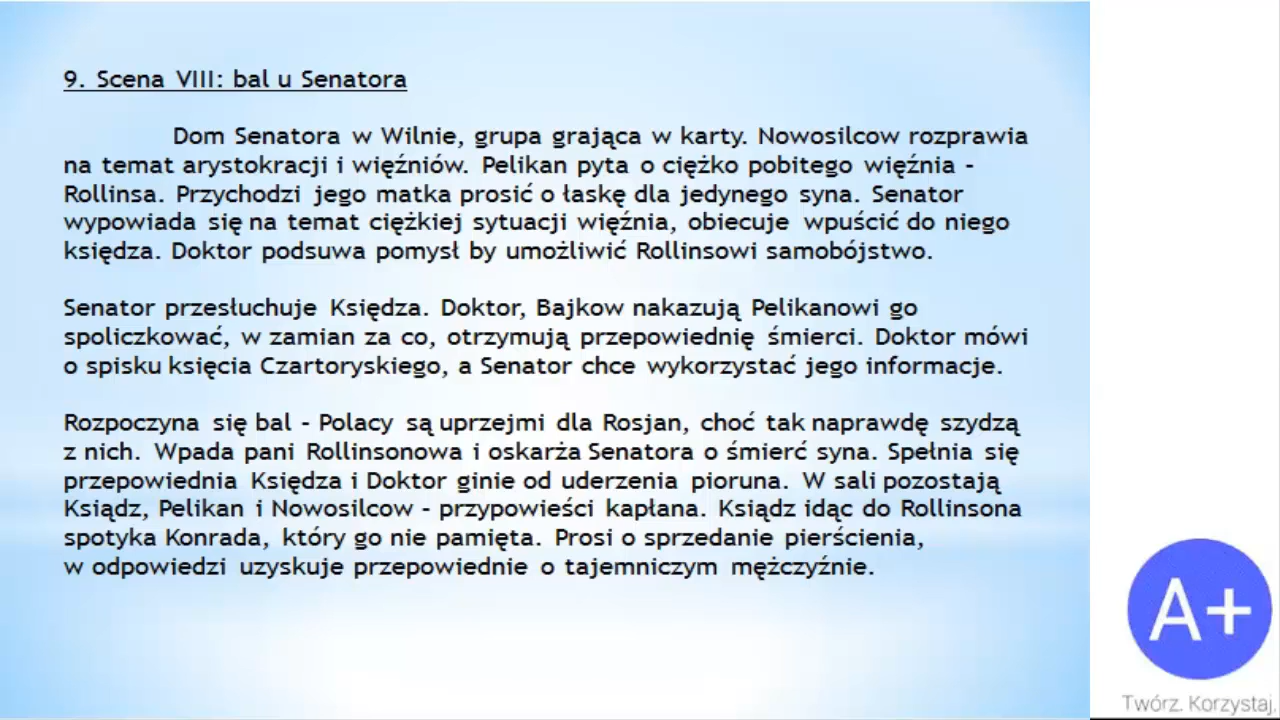 9. Scena VIII: bal u Senatora
Dom Senatora w Wilnie, grupa grająca w karty. Nowosilcow rozprawia
na temat arystokracji i więźniów. Pelikan pyta o ciężko pobitego więźnia -
Rollinsa. Przychodzi jego matka prosić o łaskę dla jedynego syna. Senator
wypowiada się na temat ciężkiej sytuacji więźnia, obiecuje wpuścić do niego
księdza. Doktor podsuwa pomysł by umożliwić Rollinsowi samobójstwo.
Senator przesłuchuje Księdza. Doktor, Bajkow nakazują Pelikanowi go
spoliczkować, w zamian za co, otrzymują przepowiednię śmierci. Doktor mówi
o spisku księcia Czartoryskiego, a Senator chce wykorzystać jego informacje.
Rozpoczyna się bal - Polacy są uprzejmi dla Rosjan, choć tak naprawdę szydzą
z nich. Wpada pani Rollinsonowa i oskarża Senatora o śmierć syna. Spełnia się
przepowiednia Księdza i Doktor ginie od uderzenia pioruna. W sali pozostają
Ksiądz, Pelikan i Nowosilcow - przypowieści kapłana. Ksiądz idąc do Rollinsona
spotyka Konrada, który go nie pamięta. Prosi o sprzedanie pierścienia,
w odpowiedzi uzyskuje przepowiednie o tajemniczym mężczyźnie.
A+
Twórz. Korzystaj.